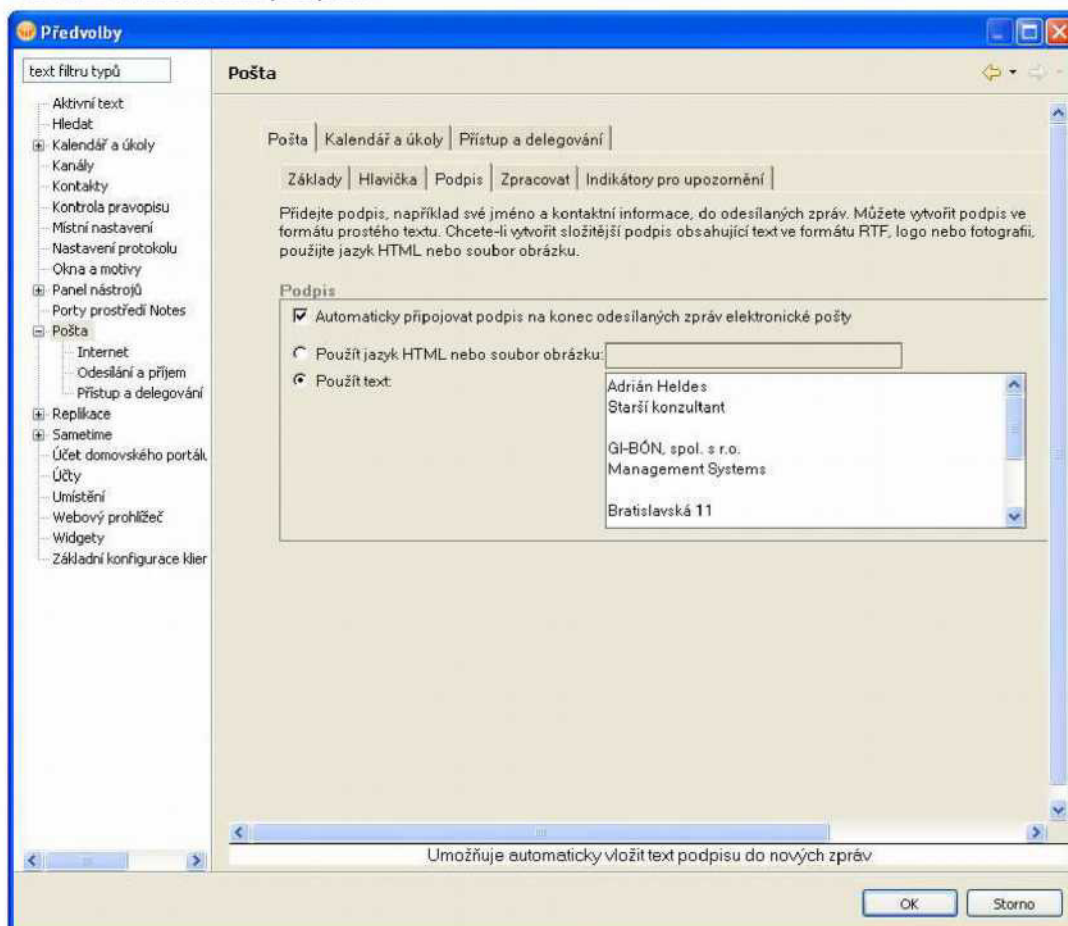 Předvolby
text filtru typů
Aktivní text
Hledat
Kalendář a úkoly
Kanály
Kontakty
Kontrola pravopisu
Místní nastavení
Nastavení protokolu
Okna a motivy
Panel nástrojů
Porty prostředí Notes
Pošta
Internet
Odesílání a příjem
Přístup a delegování
Replikace
Sametime
Účet domovského portálu
Účty
Umístění
Webový prohlížeč
Widgety
Základní konfigurace klier
Pošta
Pošta Kalendář a úkoly Přístup a delegování
Základy Hlavička Podpis Zpracovat Indikátory pro upozornění
Přidejte podpis, například své jméno a kontaktní informace, do odesílaných zpráv. Můžete vytvořit podpis ve
formátu prostého textu. Chcete-li vytvořit složitější podpis obsahující text ve formátu RTF, logo nebo fotografii,
použijte jazyk HTML nebo soubor obrázku.
Podpis
Automaticky připojovat podpis na konec odesílaných zpráv elektronické pošty
Použít jazyk HTML nebo soubor obrázku:
Použít text:
Adrián Heldes
Starší konzultant
GI-BÓN, spol. s r.o.
Management Systems
Bratislavská 11
Umožňuje automaticky vložit text podpisu do nových zpráv
OK Storno